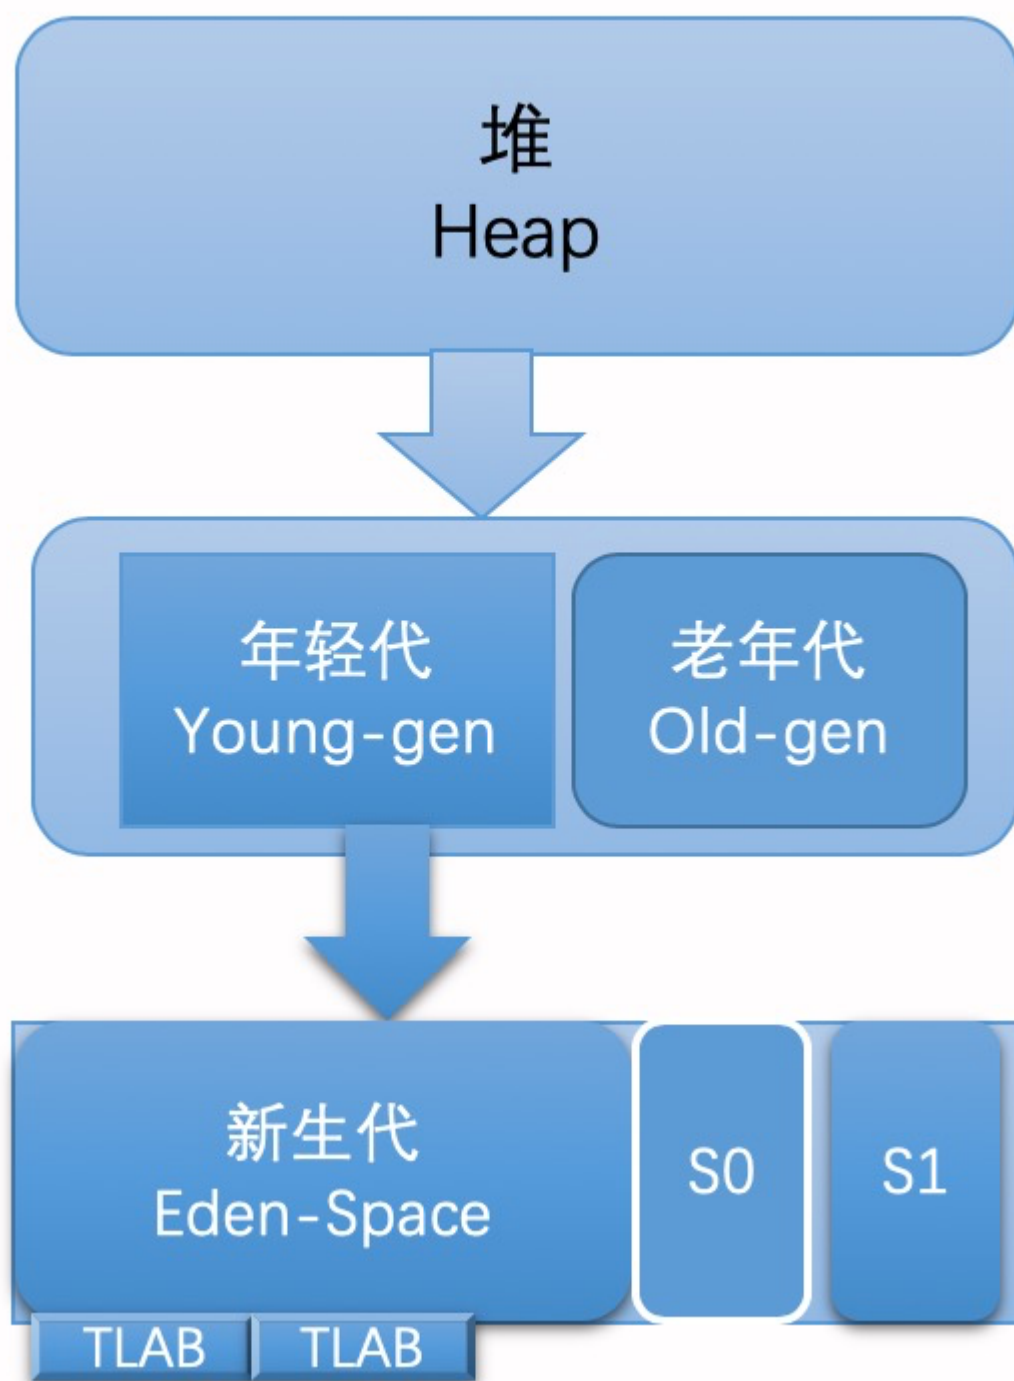 堆
Heap
年轻代
Young-gen
老年代
Old-gen
新生代
Eden-Space
S0
S1
TLAB
TLAB